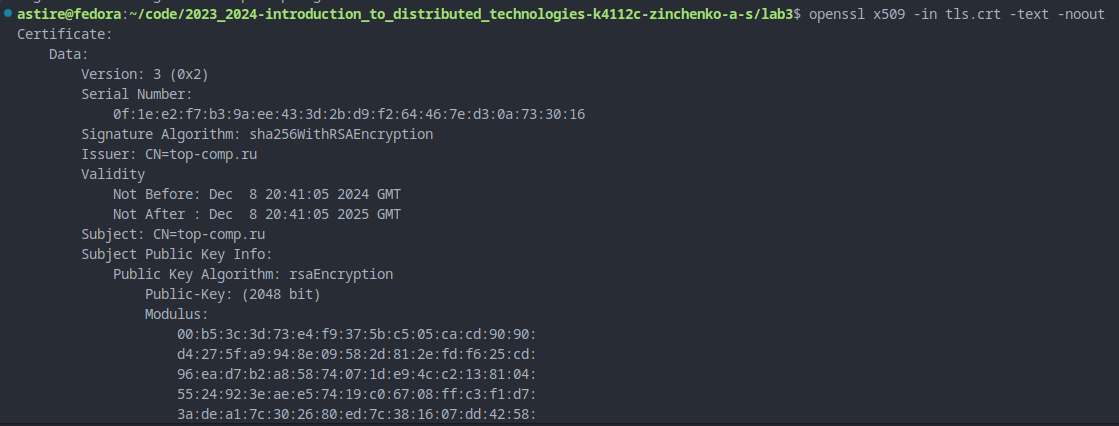 astire@fedora:~/code/2023_2024-introduction_to_distributed_technologies-k4112c-zinchenko-a-s/lab3$ openssl x509 -in tls.crt -text -noout
Certificate:
    Data:
        Version: 3 (0x2)
        Serial Number:
            0f:1e:e2:f7:b3:9a:ee:43:3d:2b:d9:f2:64:46:7e:d3:0a:73:30:16
        Signature Algorithm: sha256WithRSAEncryption
        Issuer: CN=top-comp.ru
        Validity
            Not Before: Dec  8 20:41:05 2024 GMT
            Not After : Dec  8 20:41:05 2025 GMT
        Subject: CN=top-comp.ru
        Subject Public Key Info:
            Public Key Algorithm: rsaEncryption
                Public-Key: (2048 bit)
                Modulus:
                    00:b5:3c:3d:73:e4:f9:37:5b:c5:05:ca:cd:90:90:
                    d4:27:5f:a9:94:8e:09:58:2d:81:2e:fd:f6:25:cd:
                    96:ea:d7:b2:a8:58:74:07:1d:e9:4c:c2:13:81:04:
                    55:24:92:3e:ae:e5:74:19:c0:67:08:ff:c3:f1:d7:
                    3a:de:a1:7c:30:26:80:ed:7c:38:16:07:dd:42:58: